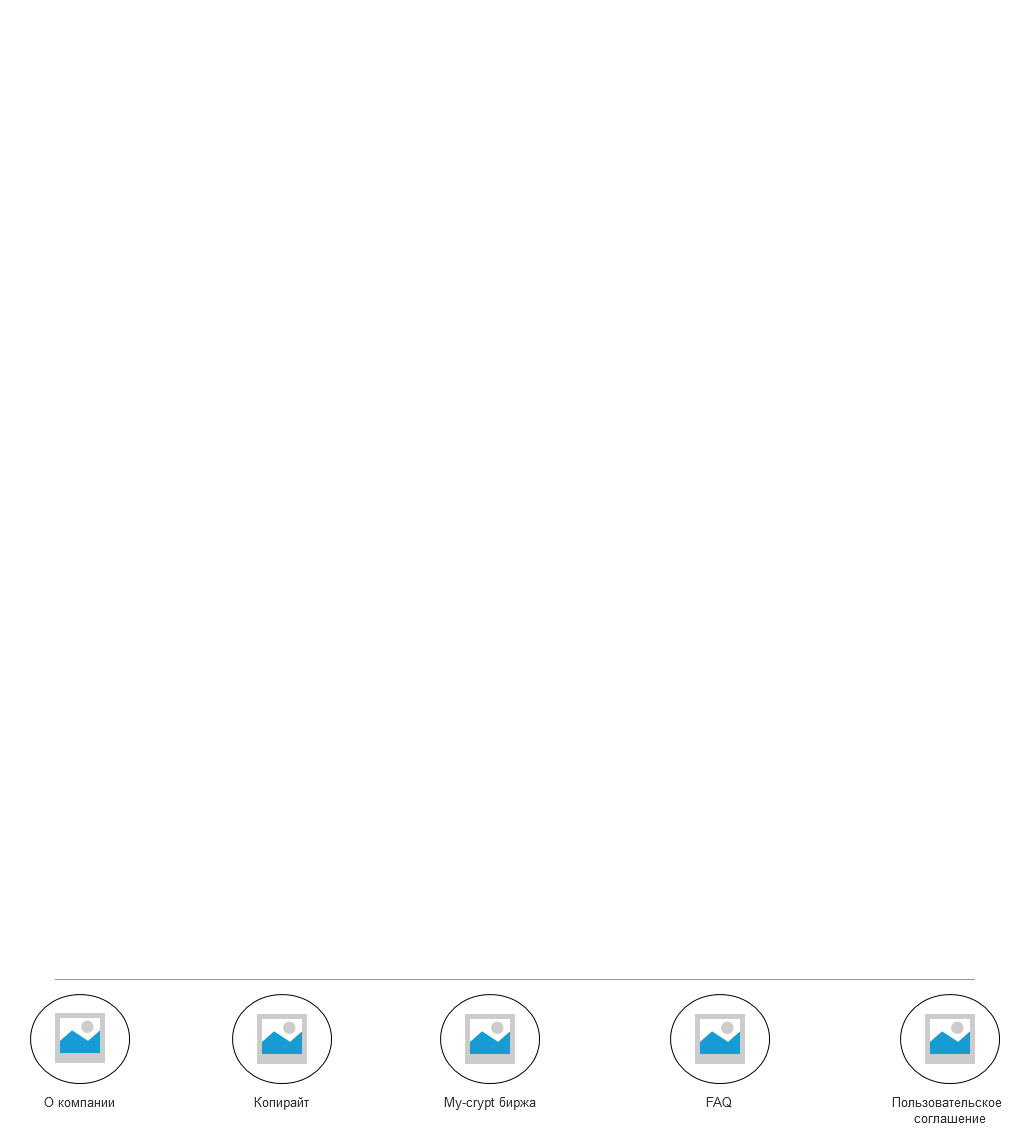 О компании
Копирайт
My-crypt биржа
FAQ
Пользовательское
соглашение